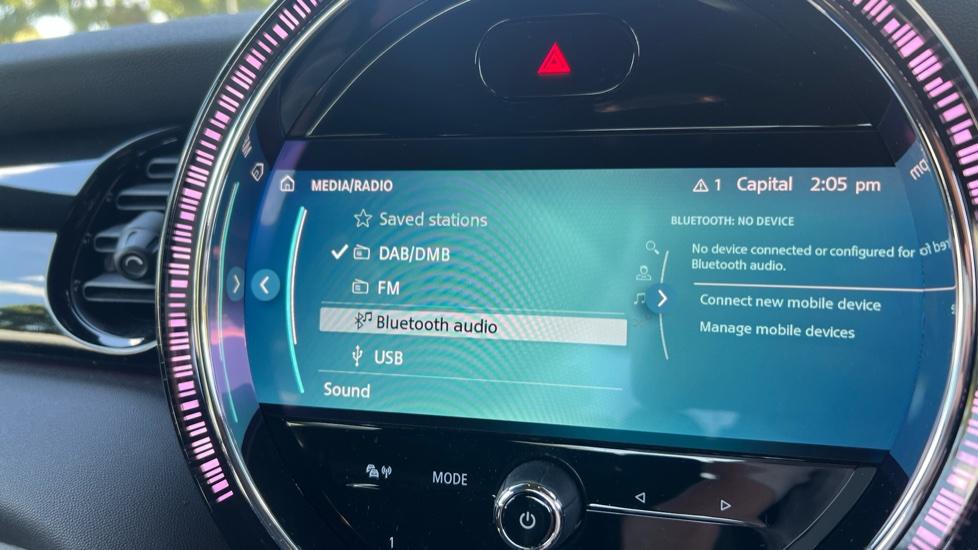 MEDIA/RADIO
1 Capital 2:05 pm
Saved stations
DAB/DMB
FM
Bluetooth audio
USB
Sound
BLUETOOTH: NO DEVICE
No device connected or configured for
Bluetooth audio.
Connect new mobile device
Manage mobile devices
MODE
1